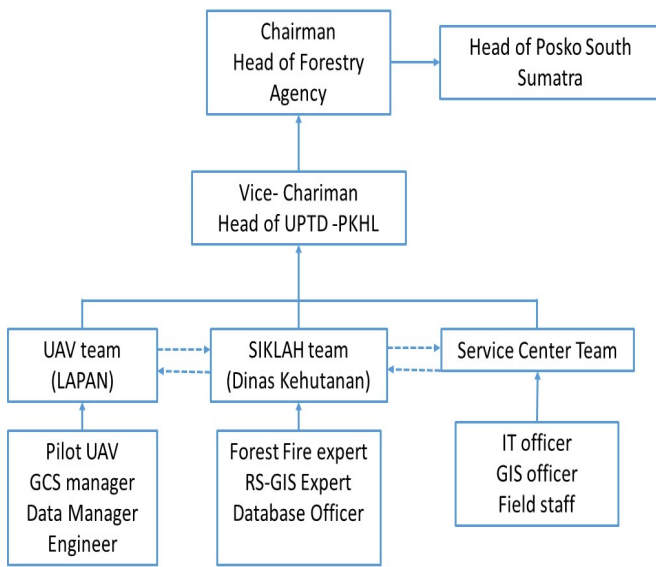 Chairman
Head of Forestry
Agency
Head of Posko South
Sumatra
Vice- Chariman
Head of UPTD -PKHL
UAV team
(LAPAN)
SIKLAH team
(Dinas Kehutanan)
Service Center Team
Pilot UAV
GCS manager
Data Manager
Engineer
Forest Fire expert
RS-GIS Expert
Database Officer
IT officer
GIS officer
Field staff